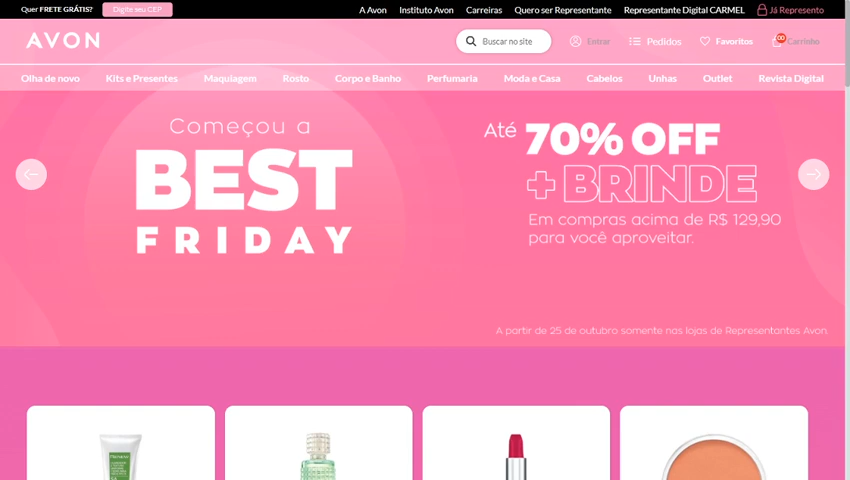 Quer FRETE GRÁTIS? Digite seu CEP A Avon Instituto Avon Carreiras Quero ser Representante Representante Digital CARMEL Já Represento
AVON Buscar no site Entrar Pedidos Favoritos 00 Carrinho
Olha de novo Kits e Presentes Maquiagem Rosto Corpo e Banho Perfumaria Moda e Casa Cabelos Unhas Outlet Revista Digital
Começou a
BEST
FRIDAY
Até 70% OFF
+ BRINDE
Em compras acima de R$ 129,90
para você aproveitar.
A partir de 25 de outubro somente nas lojas de Representantes Avon.